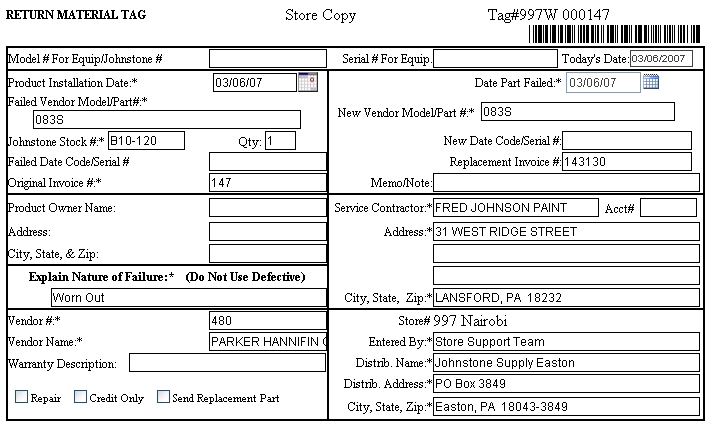 RETURN MATERIAL TAG Store Copy Tag#997W 000147
Model # For Equip/Johnstone # Serial # For Equip. Today's Date: 03/06/2007
Product Installation Date:* 03/06/07 Date Part Failed:* 03/06/07
Failed Vendor Model/Part#:*
083S
New Vendor Model/Part #:* 083S
Johnstone Stock #:* B10-120 Qty: 1 New Date Code/Serial #:
Failed Date Code/Serial # Replacement Invoice #: 143130
Original Invoice #:* 147 Memo/Note:
Product Owner Name: Service Contractor:* FRED JOHNSON PAINT Acct#
Address: Address:* 31 WEST RIDGE STREET
City, State, & Zip:
Explain Nature of Failure:* (Do Not Use Defective)
Worn Out City, State, Zip:* LANSFORD, PA 18232
Vendor #:* 480 Store# 997 Nairobi
Vendor Name:* PARKER HANNIFIN Entered By:* Store Support Team
Warranty Description: Distrib. Name:* Johnstone Supply Easton
Distrib. Address:* PO Box 3849
Repair Credit Only Send Replacement Part City, State, Zip:* Easton, PA 18043-3849